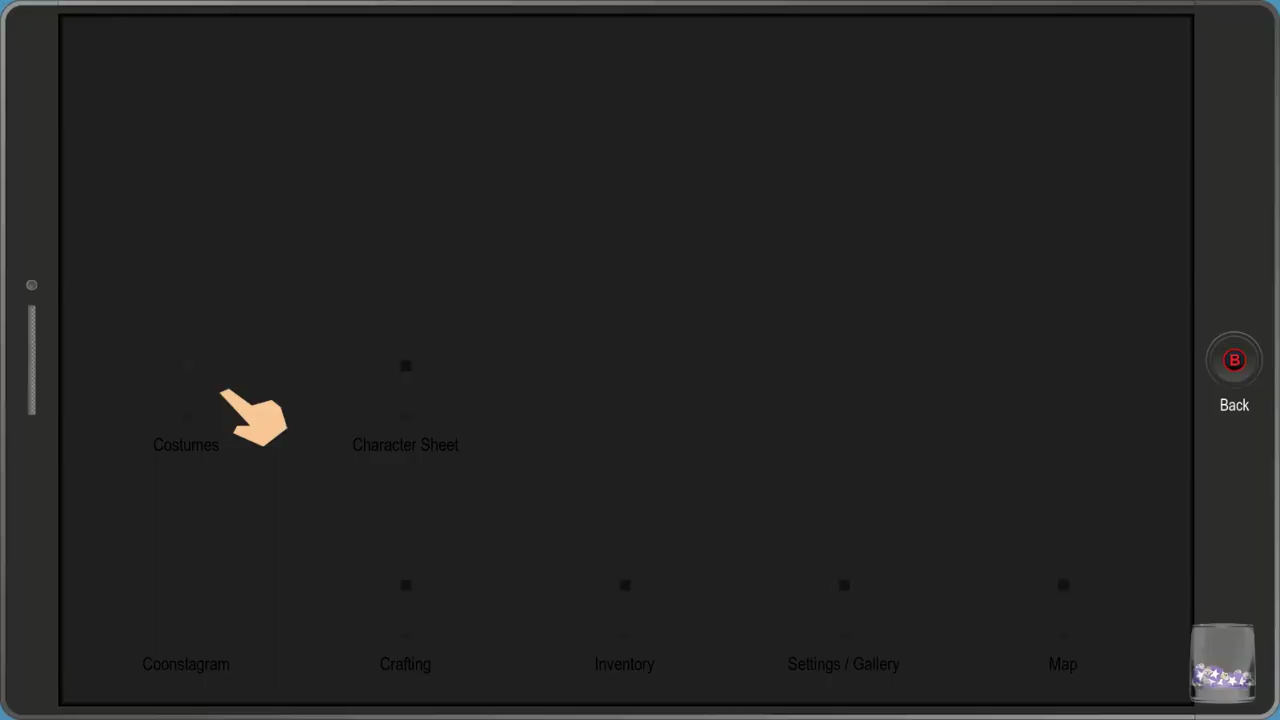 B
Back
Costumes
Character Sheet
Coonstagram
Crafting
Inventory
Settings / Gallery
Map